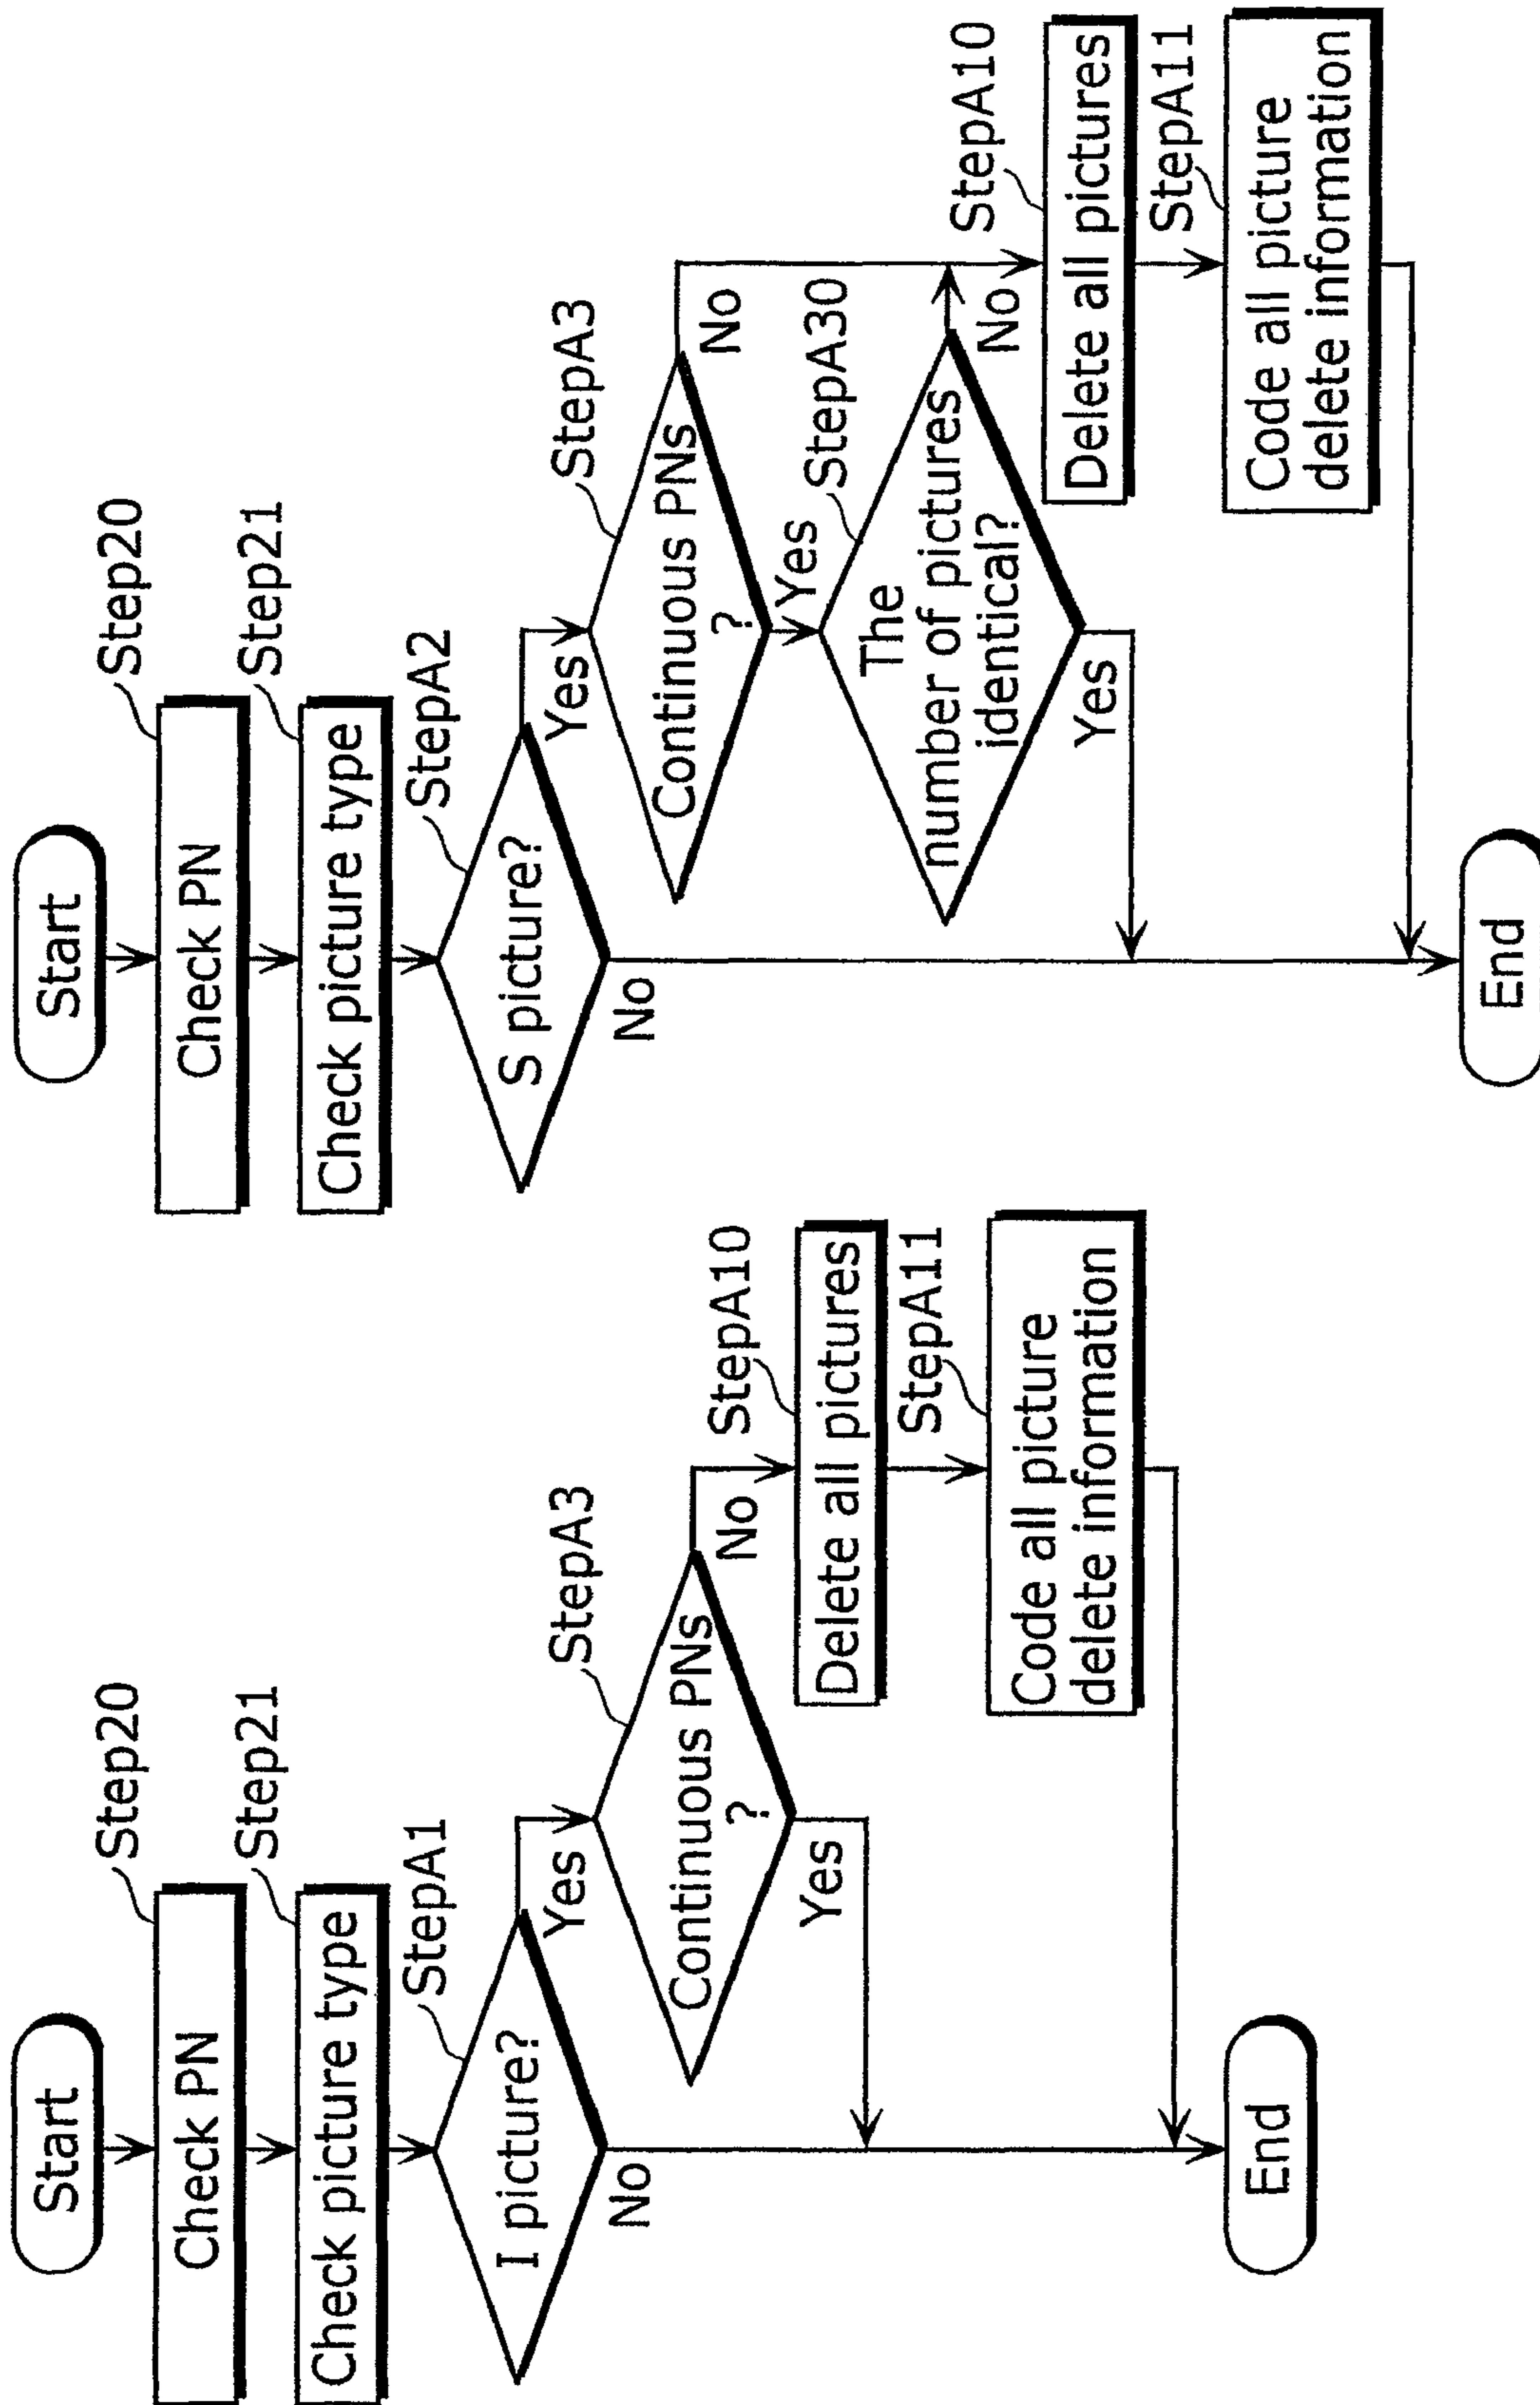 Start
Step20
Check PN
Step21
Check picture type
StepA1
I picture?
Yes
No
StepA3
Continuous PNs
?
Yes
No
StepA10
Delete all pictures
StepA11
Code all picture
delete information
End
Start
Step20
Check PN
Step21
Check picture type
StepA2
S picture?
Yes
No
StepA3
Continuous PNs
?
No
Yes
StepA30
The
number of pictures
identical?
No
Yes
StepA10
Delete all pictures
StepA11
Code all picture
delete information
End